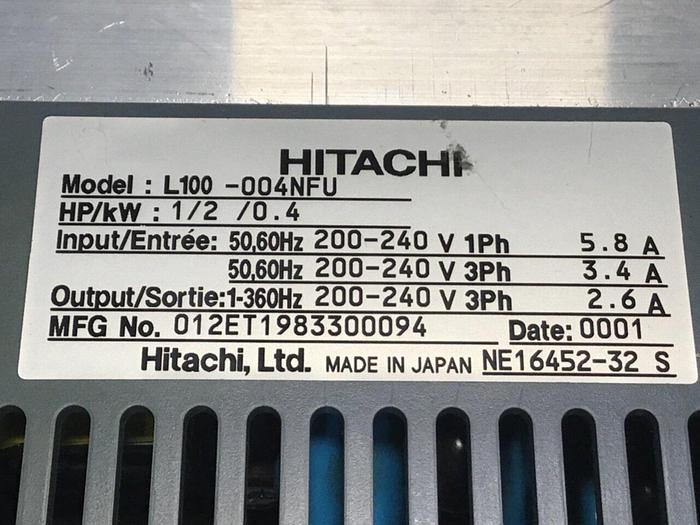 HITACHI
Model : L100 -004NFU
HP/kW : 1/2 /0.4
Input/Entrée: 50,60Hz 200-240 V 1Ph 5.8 A
50,60Hz 200-240 V 3Ph 3.4 A
Output/Sortie:1-360Hz 200-240 V 3Ph 2.6 A
MFG No. 012ET1983300094 Date: 0001
Hitachi, Ltd. MADE IN JAPAN NE16452-32 S